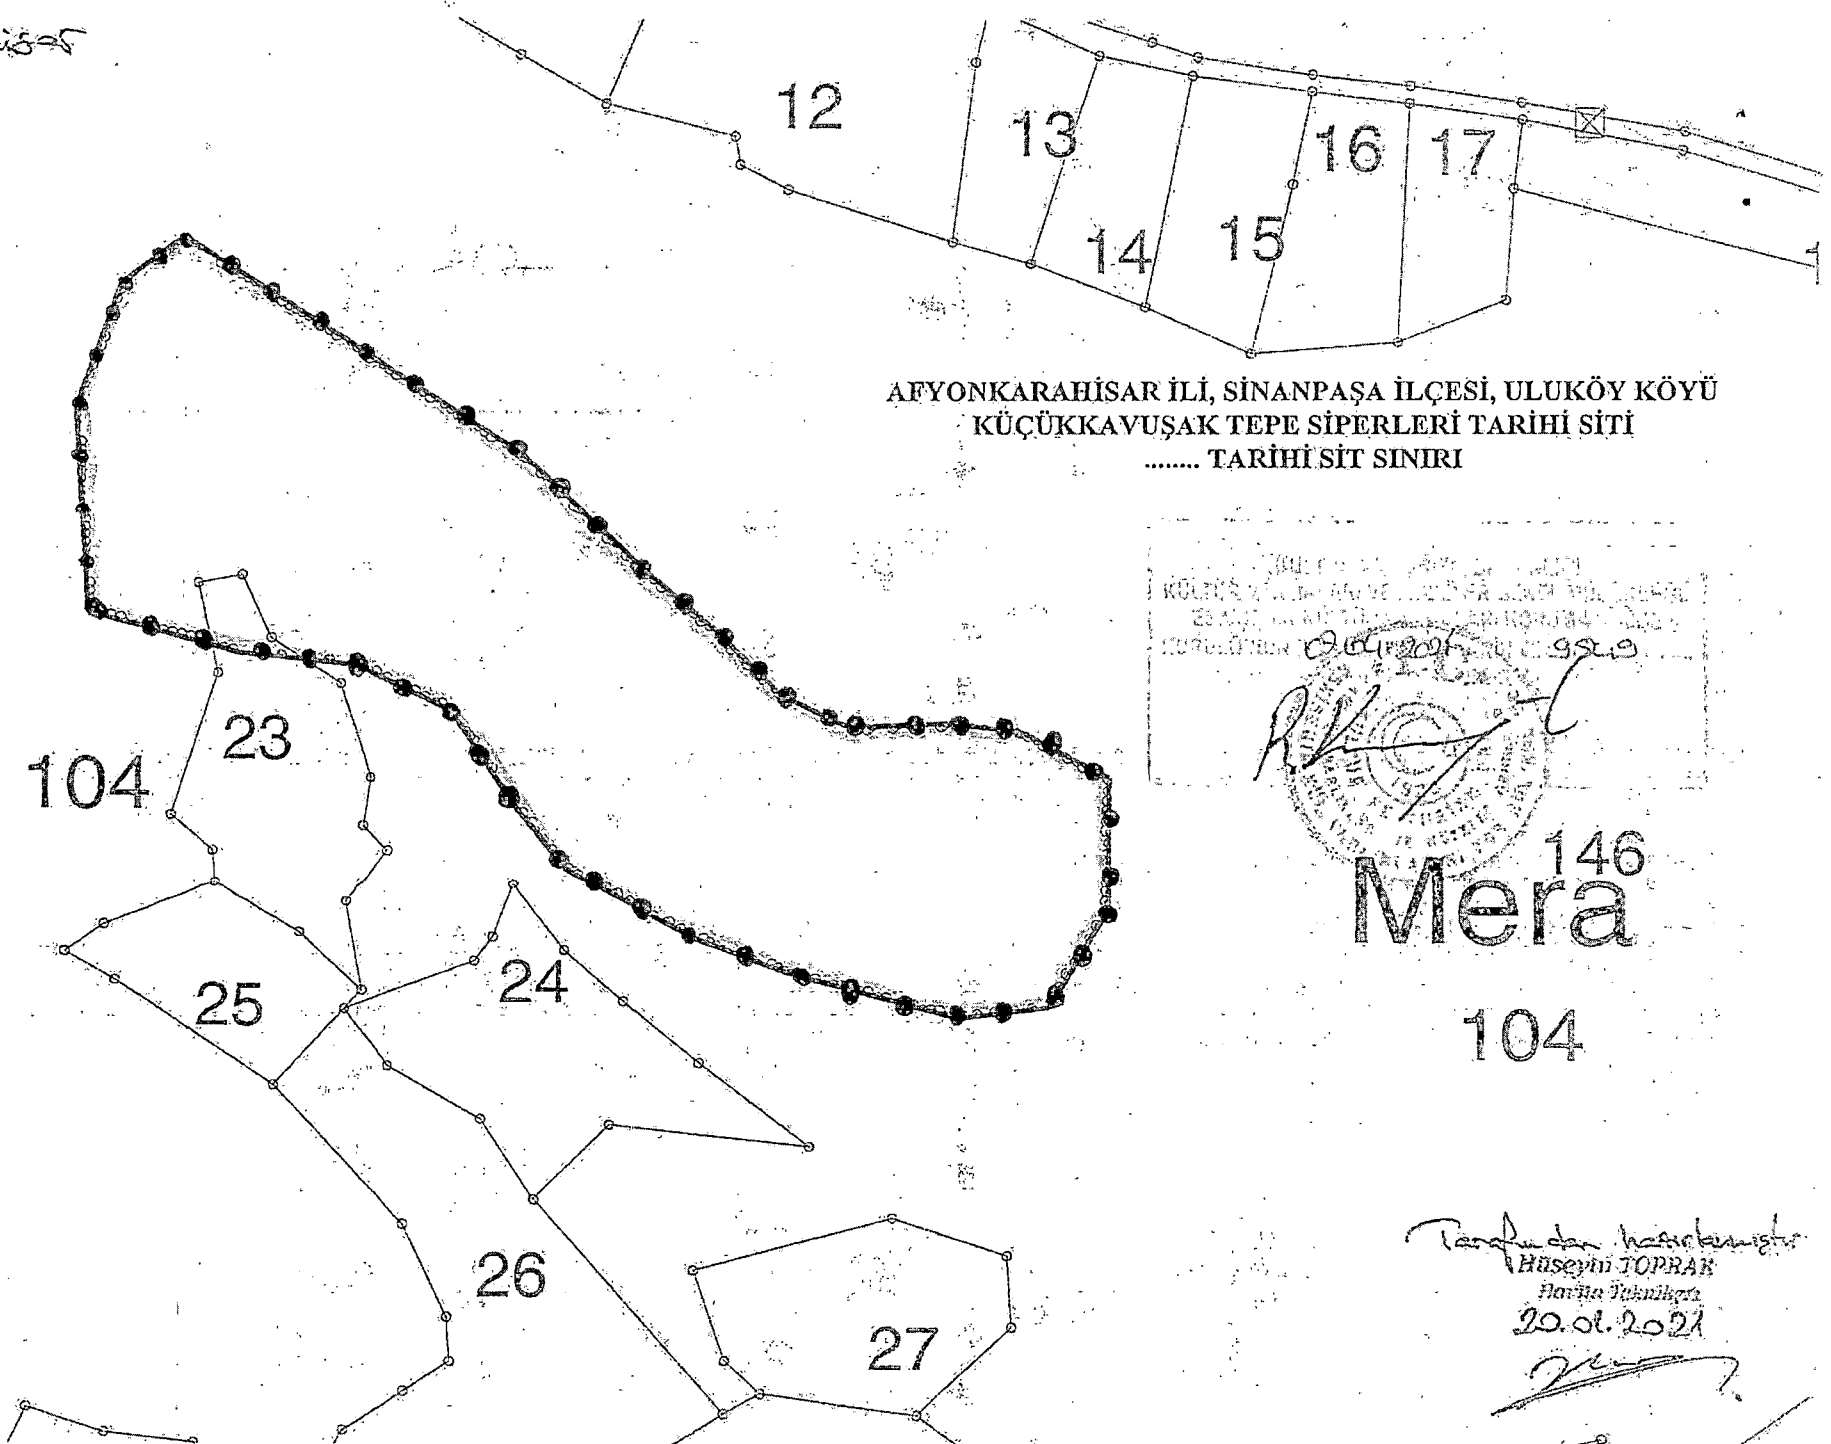 12
13
16
17
14
15
AFYONKARAHİSAR İLİ, SİNANPAŞA İLÇESİ, ULUKÖY KÖYÜ
KÜÇÜKKAVUŞAK TEPE SİPERLERİ TARİHİ SİTİ
........ TARİHİ SİT SINIRI
23
104
146
Mera
25
24
104
26
27
Tarafından hazırlanmıştır
Hüseyin TOPRAK
Harita Teknikeri
20.01.2021